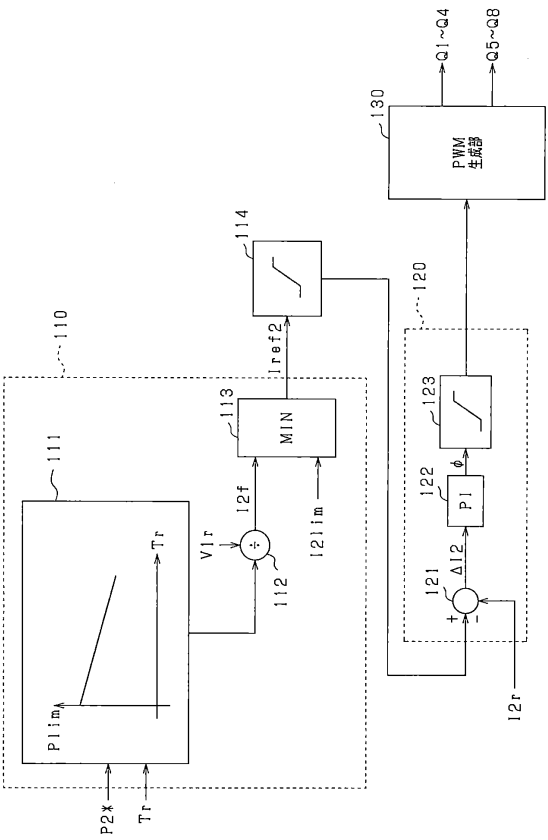 110
111
Plim
Tr
P2*
Tr
V1r
÷
112
I2f
I2lim
113
MIN
Iref2
114
120
121
+
-
I2r
ΔI2
122
PI
φ
123
130
PWM
生成部
Q1~Q4
Q5~Q8